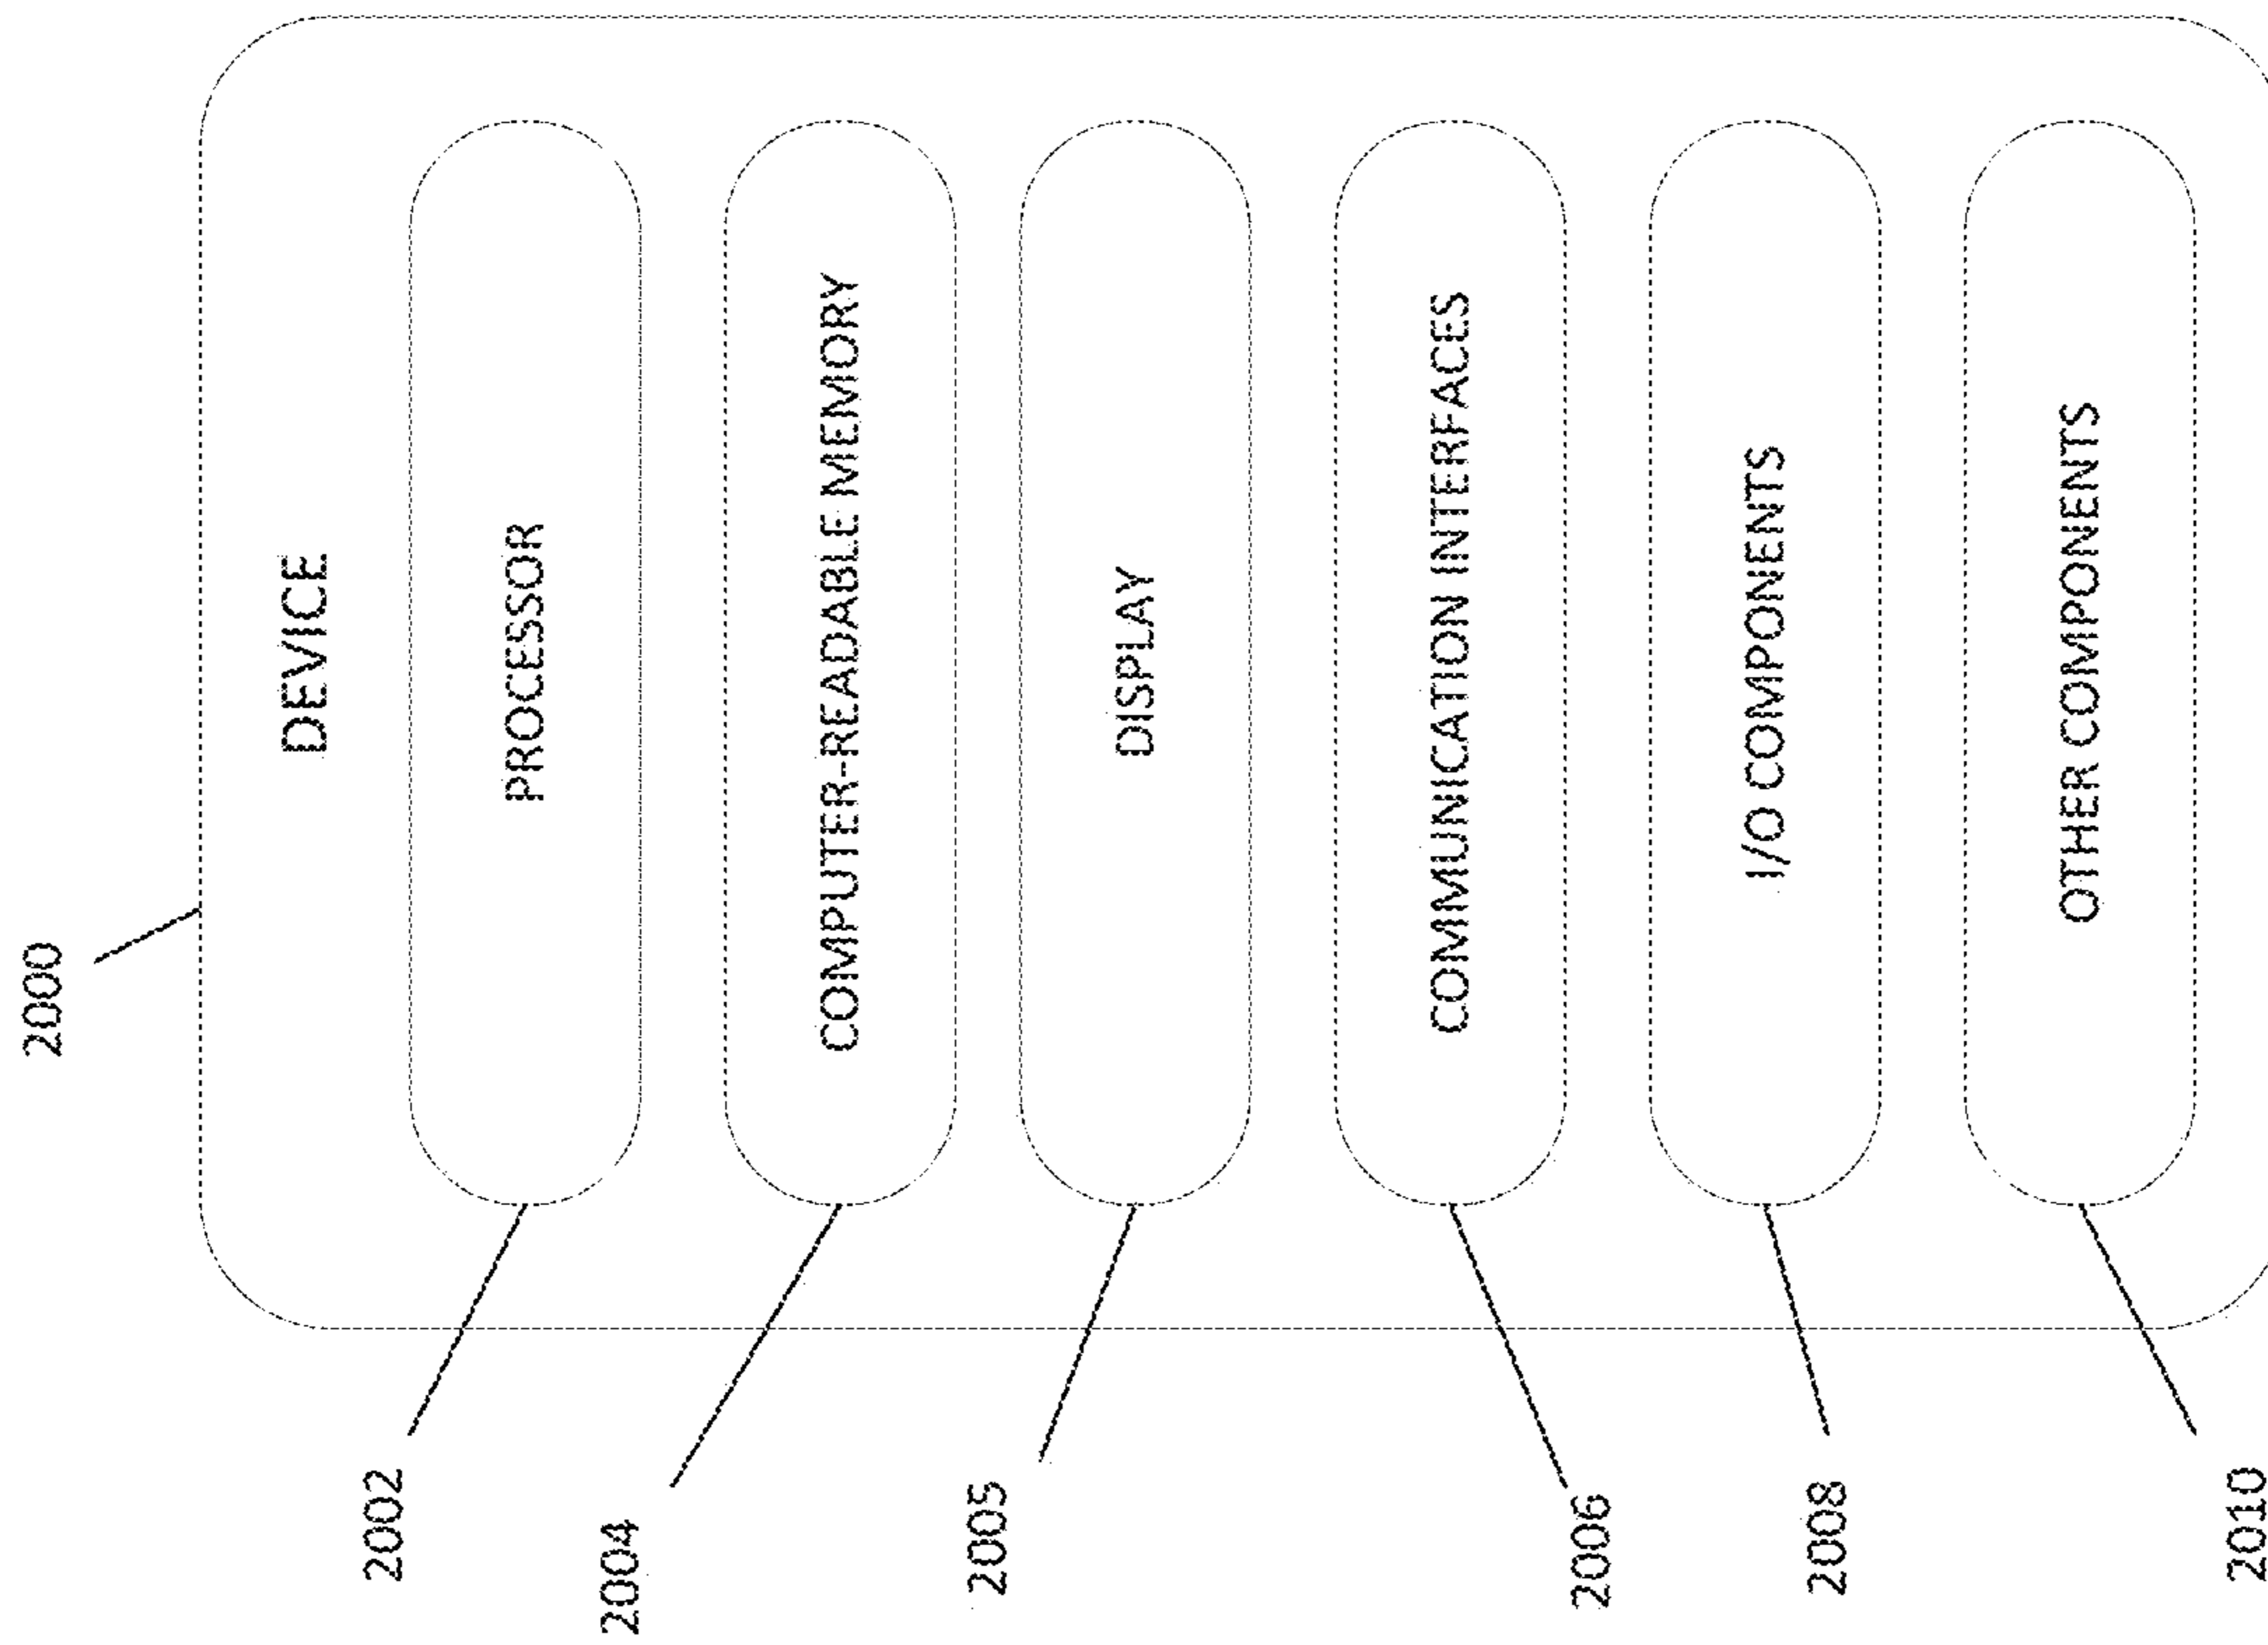 2000
DEVICE
2002
PROCESSOR
2004
COMPUTER-READABLE MEMORY
2005
DISPLAY
2006
COMMUNICATION INTERFACES
2008
I/O COMPONENTS
2010
OTHER COMPONENTS